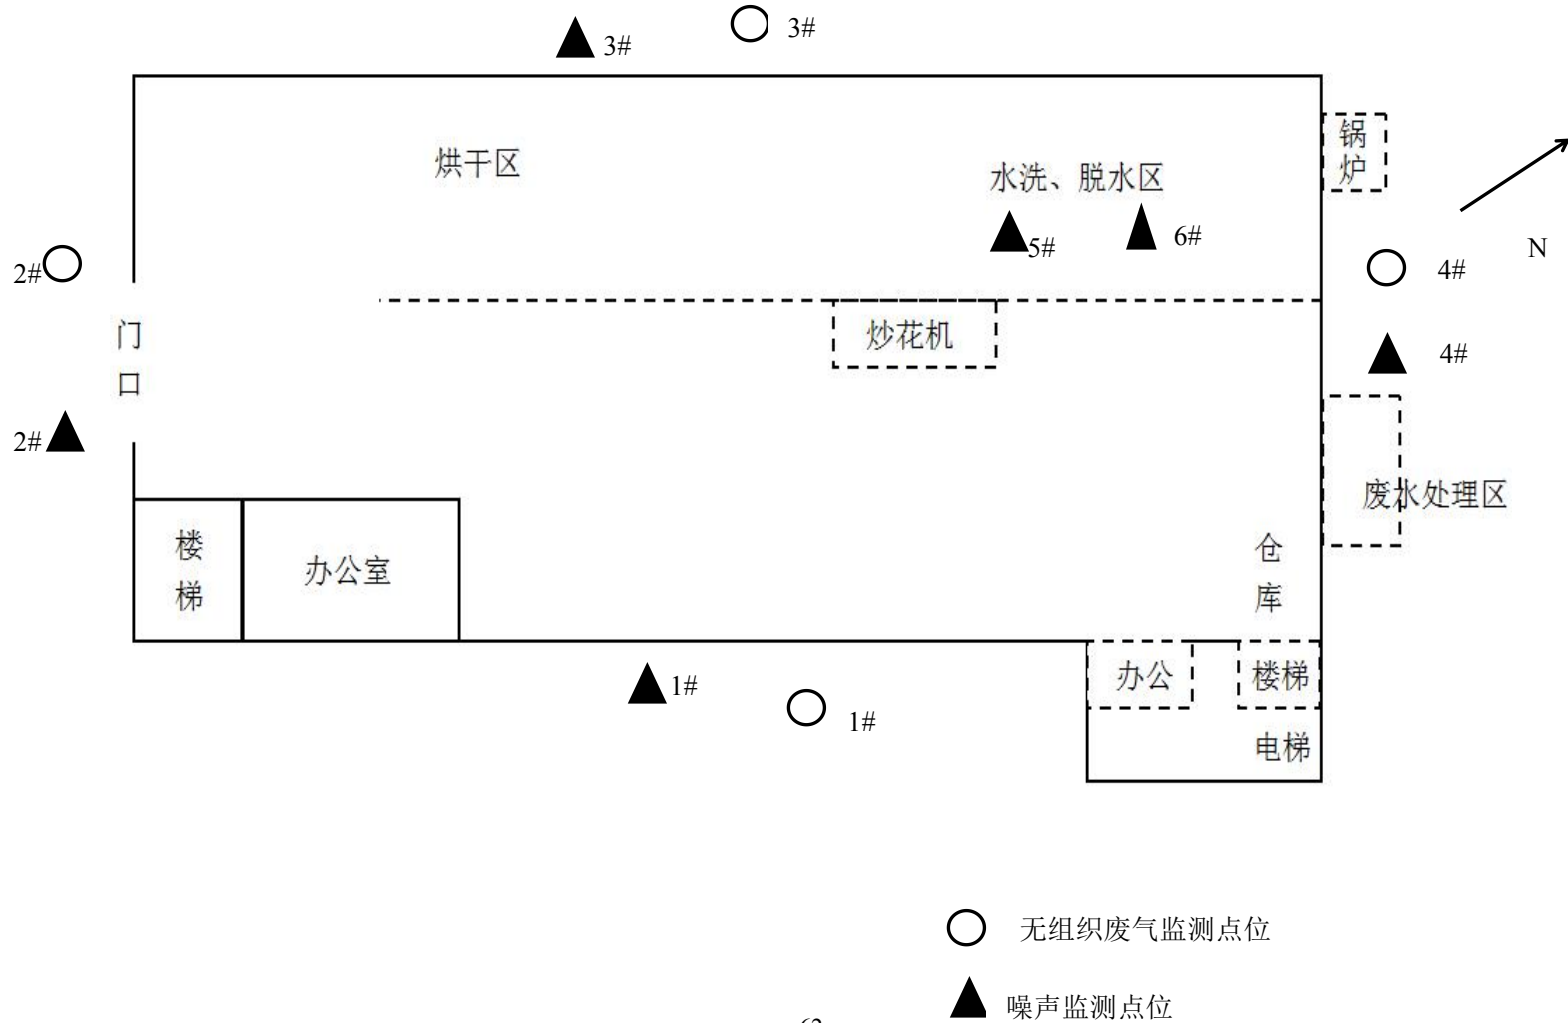 3#
3#
烘干区
水洗、脱水区
锅
炉
5#
6#
N
2#
4#
门
口
炒花机
4#
2#
废水处理区
楼
梯
办公室
仓
库
1#
1#
办公
楼梯
电梯
无组织废气监测点位
噪声监测点位